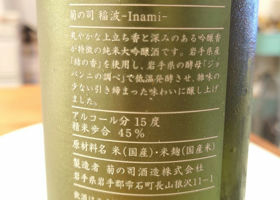 菊の司 稲波-Inami-
爽やかな上立ち香と深みのある吟醸香
が特徴の純米大吟醸酒です。岩手県産
「結の香」を使用し、岩手県の酵母「ジョ
バンニの調べ」で低温発酵させ、雑味の
少ない引き締まった味わいに醸し上げ
ました。
アルコール分 15度
精米歩合 45%
原材料名 米(国産)・米麹(国産米)
製造者 菊の司酒造株式会社
岩手県岩手郡雫石町長山狼沢11-1